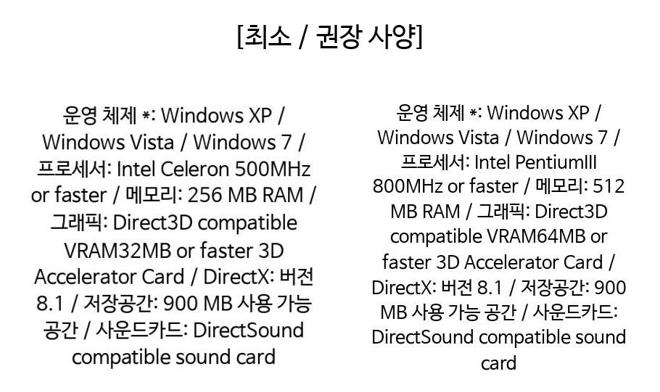 [최소 / 권장 사양]
운영 체제 *: Windows XP /
Windows Vista / Windows 7 /
프로세서: Intel Celeron 500MHz
or faster / 메모리: 256 MB RAM /
그래픽: Direct3D compatible
VRAM32MB or faster 3D
Accelerator Card / DirectX: 버전
8.1 / 저장공간: 900 MB 사용 가능
공간 / 사운드카드: DirectSound
compatible sound card
운영 체제 *: Windows XP /
Windows Vista / Windows 7 /
프로세서: Intel PentiumIII
800MHz or faster / 메모리: 512
MB RAM / 그래픽: Direct3D
compatible VRAM64MB or
faster 3D Accelerator Card /
DirectX: 버전 8.1 / 저장공간: 900
MB 사용 가능 공간 / 사운드카드:
DirectSound compatible sound
card